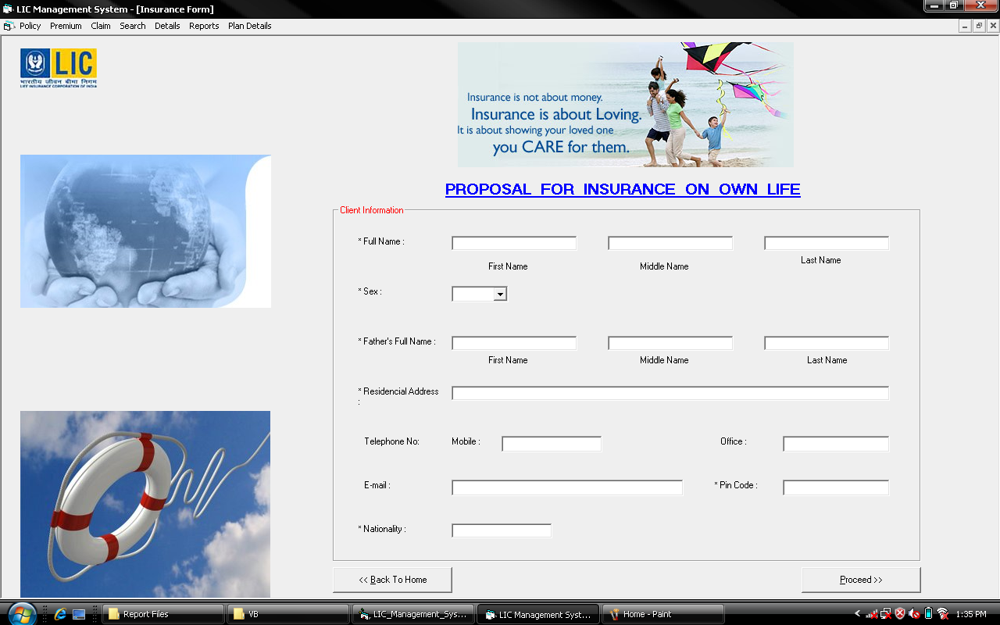 LIC Management System - [Insurance Form]
Policy Premium Claim Search Details Reports Plan Details
LIC
भारतीय जीवन बीमा निगम
LIFE INSURANCE CORPORATION OF INDIA
Insurance is not about money.
Insurance is about Loving.
It is about showing your loved one
you CARE for them.
PROPOSAL FOR INSURANCE ON OWN LIFE
Client Information
* Full Name :
First Name Middle Name Last Name
* Sex :
* Father's Full Name :
First Name Middle Name Last Name
* Residencial Address
:
Telephone No: Mobile : Office :
E-mail : * Pin Code :
* Nationality :
<< Back To Home Proceed >>
Report Files VB LIC_Management_Sys... LIC Management Syst... Home - Paint 1:35 PM